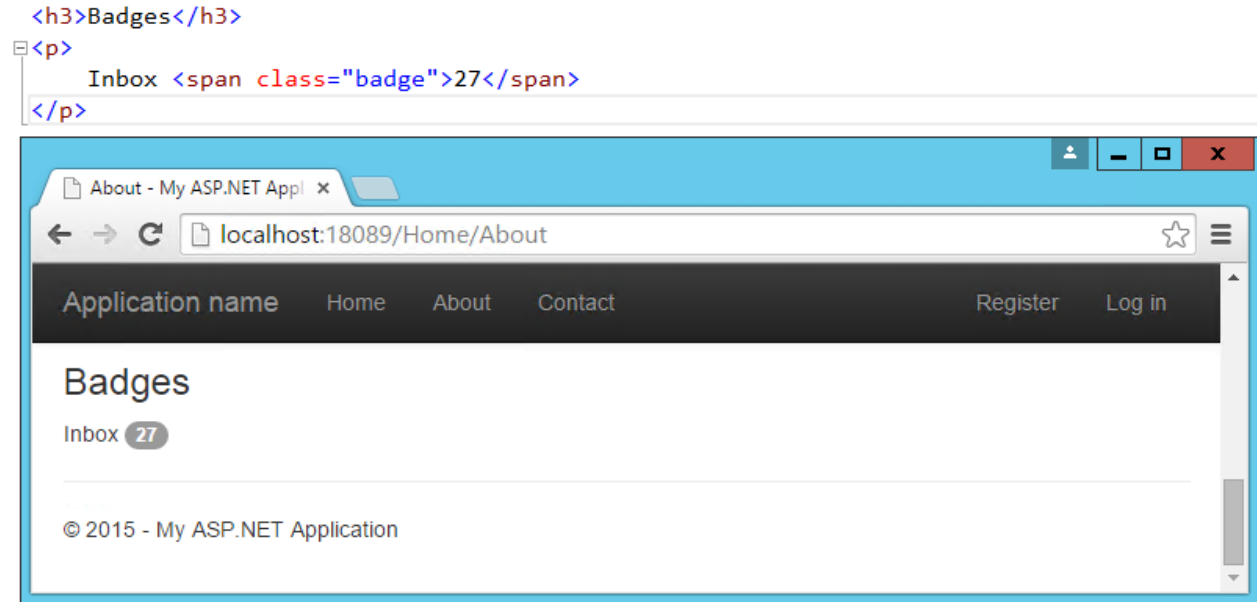 <h3>Badges</h3>
<p>
Inbox <span class="badge">27</span>
</p>
About - My ASP.NET Appl
localhost:18089/Home/About
Application name Home About Contact Register Log in
Badges
Inbox 27
© 2015 - My ASP.NET Application